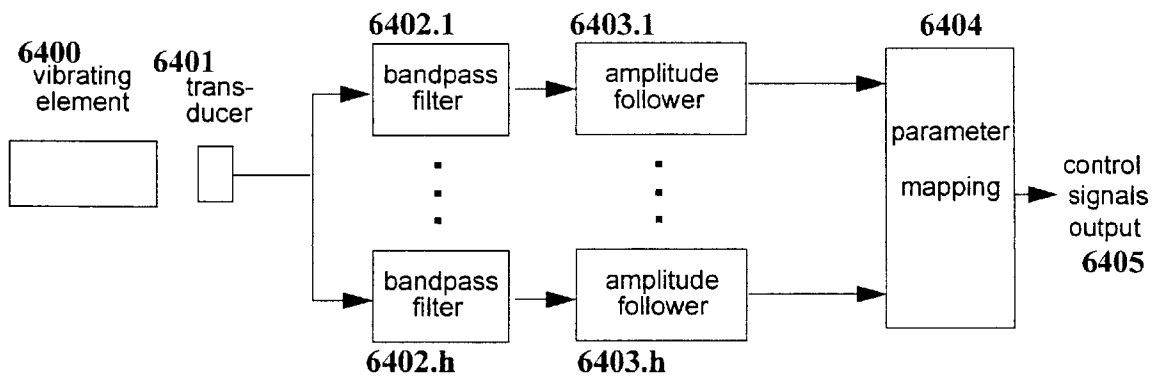 6400
vibrating
element
6401
trans-
ducer
6402.1
bandpass
filter
6403.1
amplitude
follower
6404
parameter
mapping
control
signals
output
6405
bandpass
filter
6402.h
amplitude
follower
6403.h